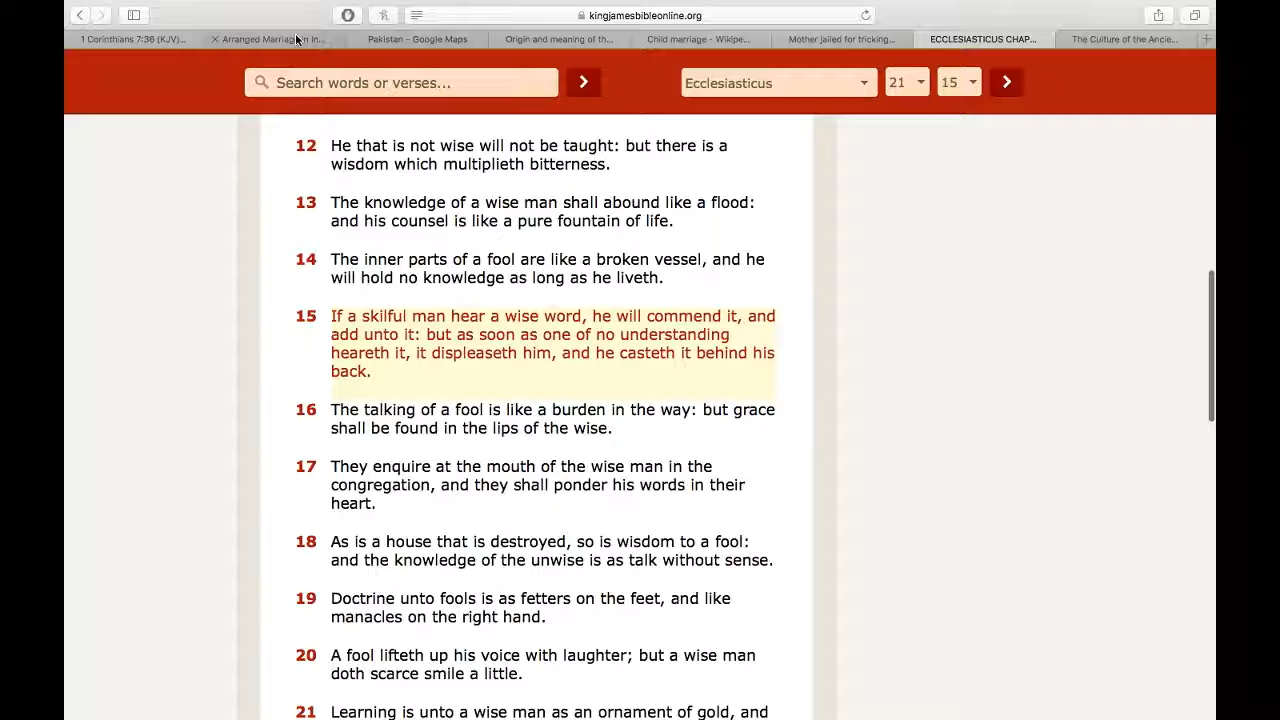 kingjamesbibleonline.org
1 Corinthians 7:36 (KJV)...
Arranged Marriage in In...
Pakistan - Google Maps
Origin and meaning of th...
Child marriage - Wikipe...
Mother jailed for tricking...
ECCLESIASTICUS CHAP...
The Culture of the Ancie...
Search words or verses...
Ecclesiasticus
21
15
12 He that is not wise will not be taught: but there is a
wisdom which multiplieth bitterness.
13 The knowledge of a wise man shall abound like a flood:
and his counsel is like a pure fountain of life.
14 The inner parts of a fool are like a broken vessel, and he
will hold no knowledge as long as he liveth.
15 If a skilful man hear a wise word, he will commend it, and
add unto it: but as soon as one of no understanding
heareth it, it displeaseth him, and he casteth it behind his
back.
16 The talking of a fool is like a burden in the way: but grace
shall be found in the lips of the wise.
17 They enquire at the mouth of the wise man in the
congregation, and they shall ponder his words in their
heart.
18 As is a house that is destroyed, so is wisdom to a fool:
and the knowledge of the unwise is as talk without sense.
19 Doctrine unto fools is as fetters on the feet, and like
manacles on the right hand.
20 A fool lifteth up his voice with laughter; but a wise man
doth scarce smile a little.
21 Learning is unto a wise man as an ornament of gold, and